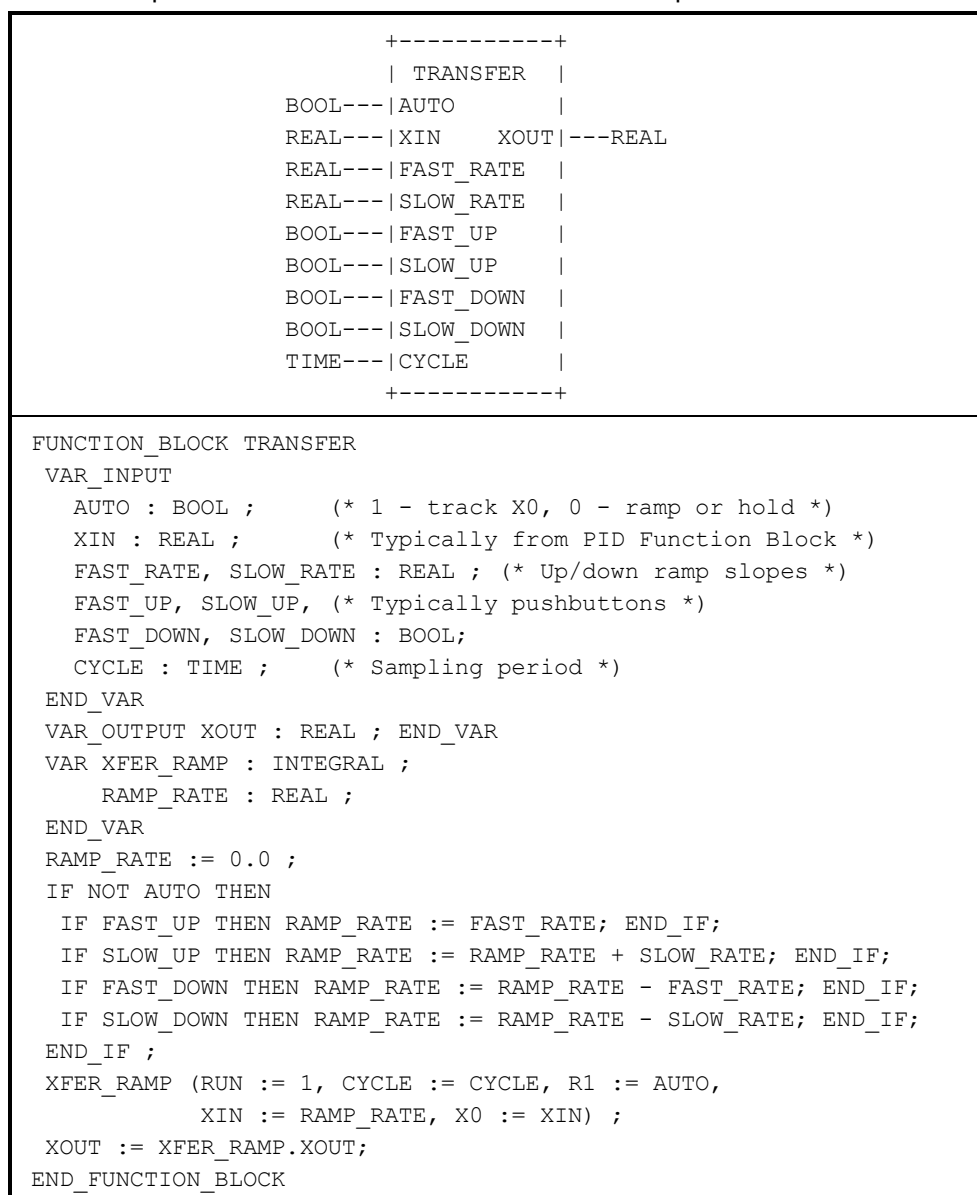 +-----------+
| TRANSFER  |
BOOL---|AUTO       |
REAL---|XIN    XOUT|---REAL
REAL---|FAST_RATE  |
REAL---|SLOW_RATE  |
BOOL---|FAST_UP    |
BOOL---|SLOW_UP    |
BOOL---|FAST_DOWN  |
BOOL---|SLOW_DOWN  |
TIME---|CYCLE      |
+-----------+
FUNCTION_BLOCK TRANSFER
VAR_INPUT
AUTO : BOOL ;      (* 1 - track X0, 0 - ramp or hold *)
XIN : REAL ;       (* Typically from PID Function Block *)
FAST_RATE, SLOW_RATE : REAL ; (* Up/down ramp slopes *)
FAST_UP, SLOW_UP, (* Typically pushbuttons *)
FAST_DOWN, SLOW_DOWN : BOOL;
CYCLE : TIME ;     (* Sampling period *)
END_VAR
VAR_OUTPUT XOUT : REAL ; END_VAR
VAR XFER_RAMP : INTEGRAL ;
RAMP_RATE : REAL ;
END_VAR
RAMP_RATE := 0.0 ;
IF NOT AUTO THEN
IF FAST_UP THEN RAMP_RATE := FAST_RATE; END_IF;
IF SLOW_UP THEN RAMP_RATE := RAMP_RATE + SLOW_RATE; END_IF;
IF FAST_DOWN THEN RAMP_RATE := RAMP_RATE - FAST_RATE; END_IF;
IF SLOW_DOWN THEN RAMP_RATE := RAMP_RATE - SLOW_RATE; END_IF;
END_IF ;
XFER_RAMP (RUN := 1, CYCLE := CYCLE, R1 := AUTO,
XIN := RAMP_RATE, X0 := XIN) ;
XOUT := XFER_RAMP.XOUT;
END_FUNCTION_BLOCK